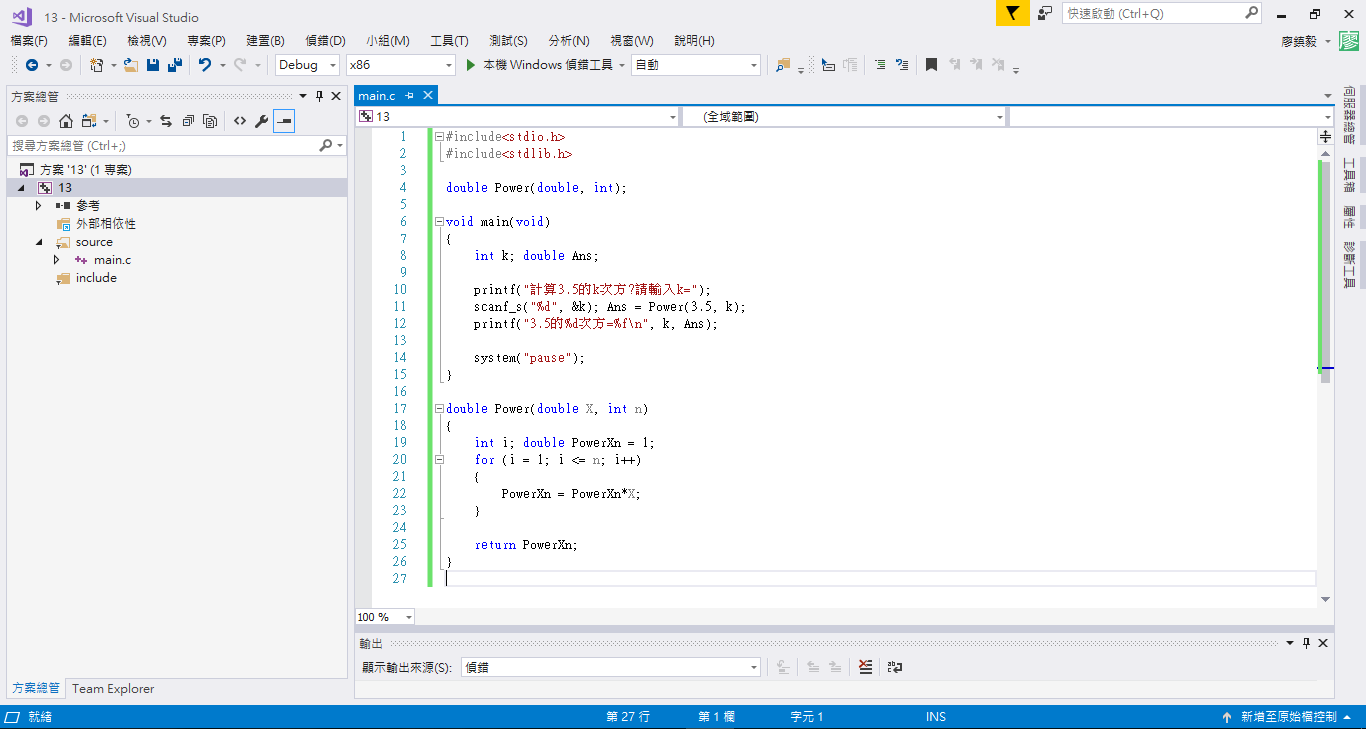 13 - Microsoft Visual Studio
快速啟動 (Ctrl+Q)
檔案(F) 編輯(E) 檢視(V) 專案(P) 建置(B) 偵錯(D) 小組(M) 工具(T) 測試(S) 分析(N) 視窗(W) 說明(H)
廖鎮毅 廖
Debug x86 本機 Windows 偵錯工具 自動
方案總管
搜尋方案總管 (Ctrl+;)
方案 '13' (1 專案)
13
參考
外部相依性
source
main.c
include
方案總管 Team Explorer
main.c
13 (全域範圍)
1 #include<stdio.h>
2 #include<stdlib.h>
3
4 double Power(double, int);
5
6 void main(void)
7 {
8 int k; double Ans;
9
10 printf("計算3.5的k次方?請輸入k=");
11 scanf_s("%d", &k); Ans = Power(3.5, k);
12 printf("3.5的%d次方=%f\n", k, Ans);
13
14 system("pause");
15 }
16
17 double Power(double X, int n)
18 {
19 int i; double PowerXn = 1;
20 for (i = 1; i <= n; i++)
21 {
22 PowerXn = PowerXn*X;
23 }
24
25 return PowerXn;
26 }
27
100 %
輸出
顯示輸出來源(S): 偵錯
伺服器總管
工具箱
屬性
診斷工具
就緒 第 27 行 第 1 欄 字元 1 INS 新增至原始檔控制